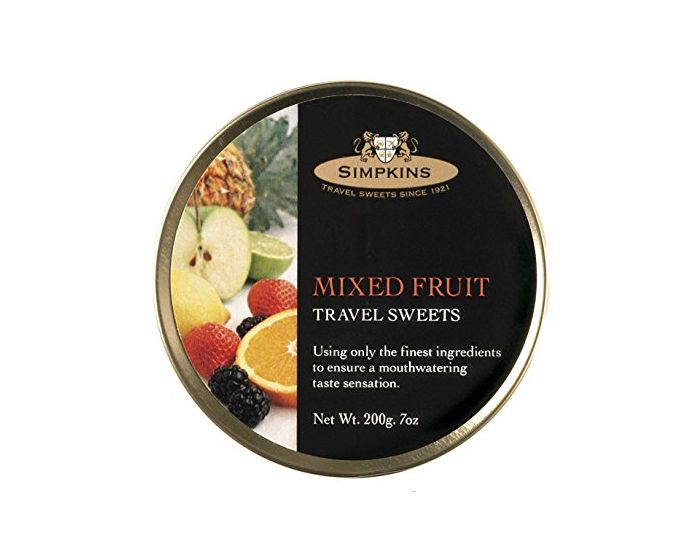 SIMPKINS
TRAVEL SWEETS SINCE 1921
MIXED FRUIT
TRAVEL SWEETS
Using only the finest ingredients
to ensure a mouthwatering
taste sensation.
Net Wt. 200g. 7oz